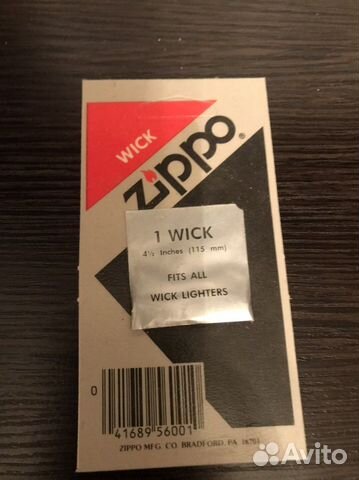 WICK
zippo®
1 WICK
4½ Inches (115 mm)
FITS ALL
WICK LIGHTERS
0
41689 56001
ZIPPO MFG. CO. BRADFORD, PA. 16701
Avito